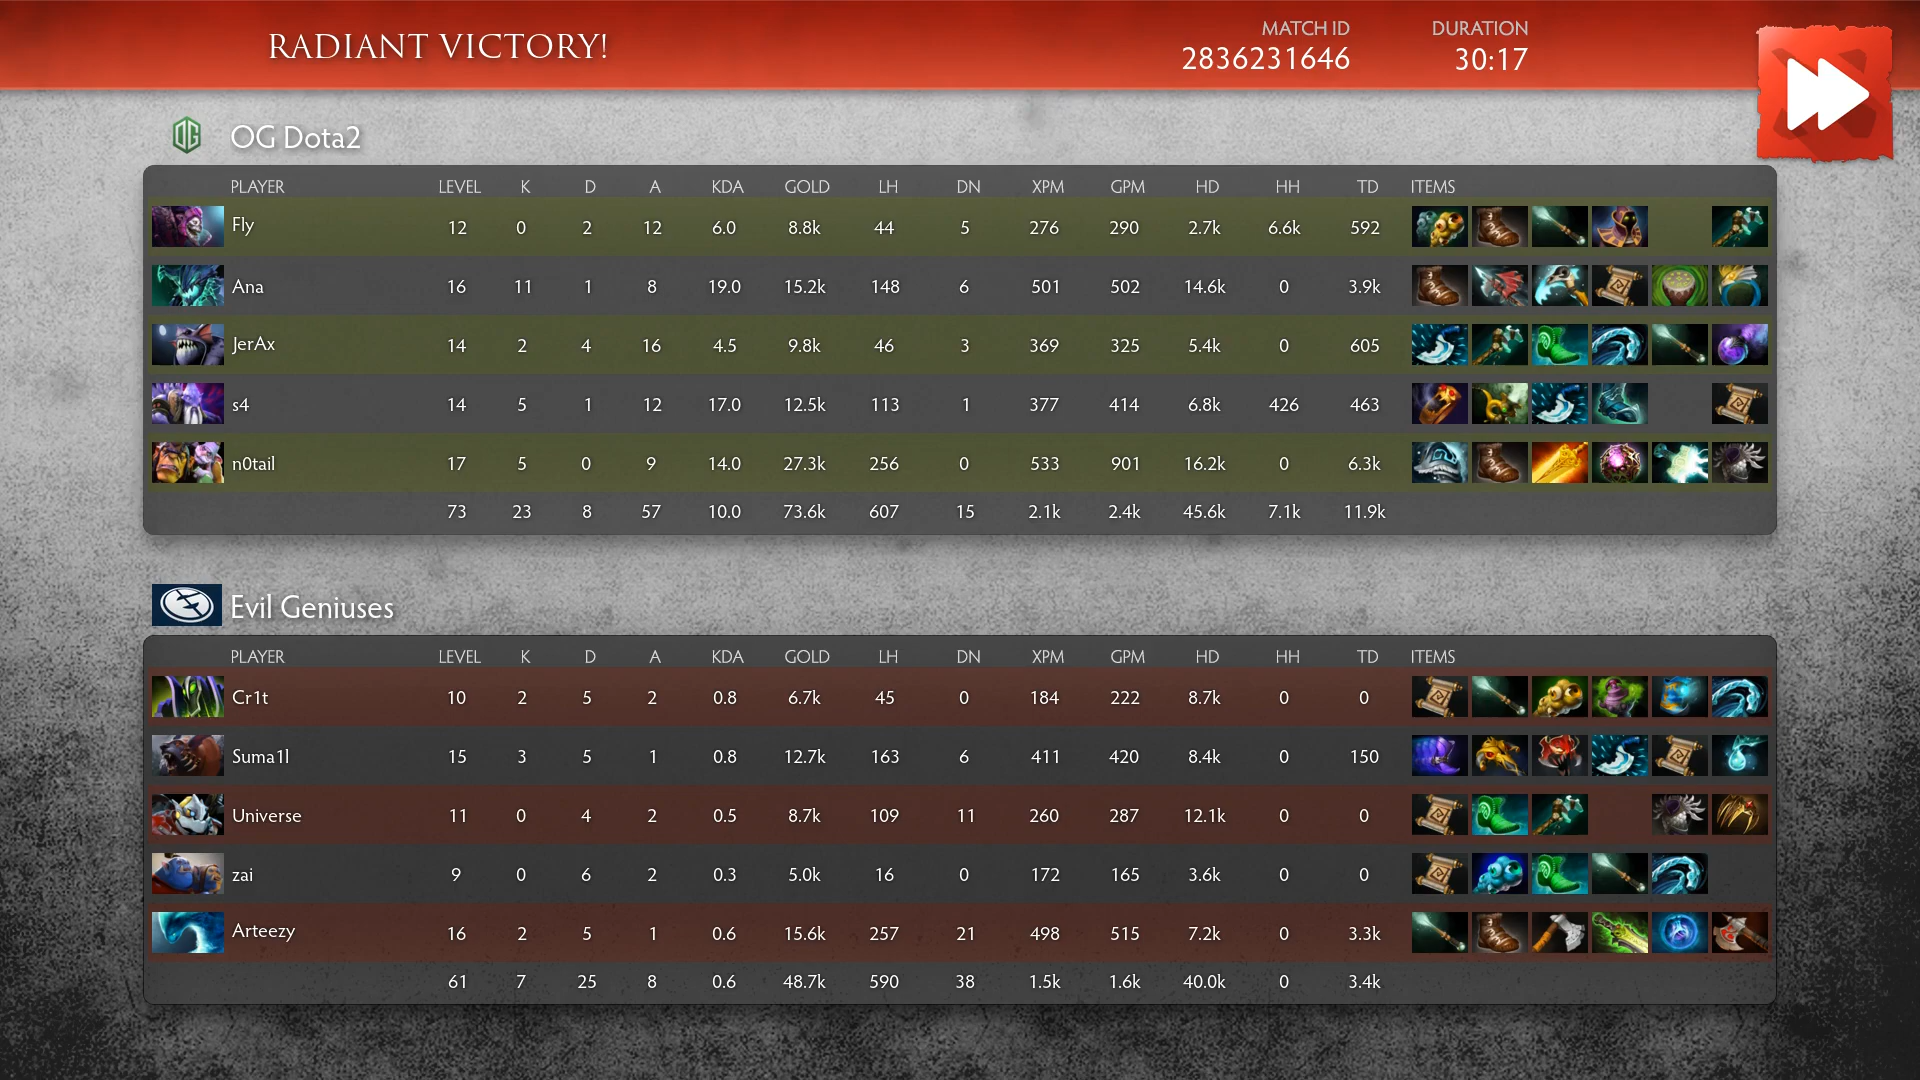 RADIANT VICTORY!
MATCH ID DURATION
2836231646 30:17
OG OG Dota2
PLAYER LEVEL K D A KDA GOLD LH DN XPM GPM HD HH TD ITEMS
Fly 12 0 2 12 6.0 8.8k 44 5 276 290 2.7k 6.6k 592
Ana 16 11 1 8 19.0 15.2k 148 6 501 502 14.6k 0 3.9k
JerAx 14 2 4 16 4.5 9.8k 46 3 369 325 5.4k 0 605
s4 14 5 1 12 17.0 12.5k 113 1 377 414 6.8k 426 463
n0tail 17 5 0 9 14.0 27.3k 256 0 533 901 16.2k 0 6.3k
73 23 8 57 10.0 73.6k 607 15 2.1k 2.4k 45.6k 7.1k 11.9k
Evil Geniuses
PLAYER LEVEL K D A KDA GOLD LH DN XPM GPM HD HH TD ITEMS
Cr1t 10 2 5 2 0.8 6.7k 45 0 184 222 8.7k 0 0
Suma1l 15 3 5 1 0.8 12.7k 163 6 411 420 8.4k 0 150
Universe 11 0 4 2 0.5 8.7k 109 11 260 287 12.1k 0 0
zai 9 0 6 2 0.3 5.0k 16 0 172 165 3.6k 0 0
Arteezy 16 2 5 1 0.6 15.6k 257 21 498 515 7.2k 0 3.3k
61 7 25 8 0.6 48.7k 590 38 1.5k 1.6k 40.0k 0 3.4k